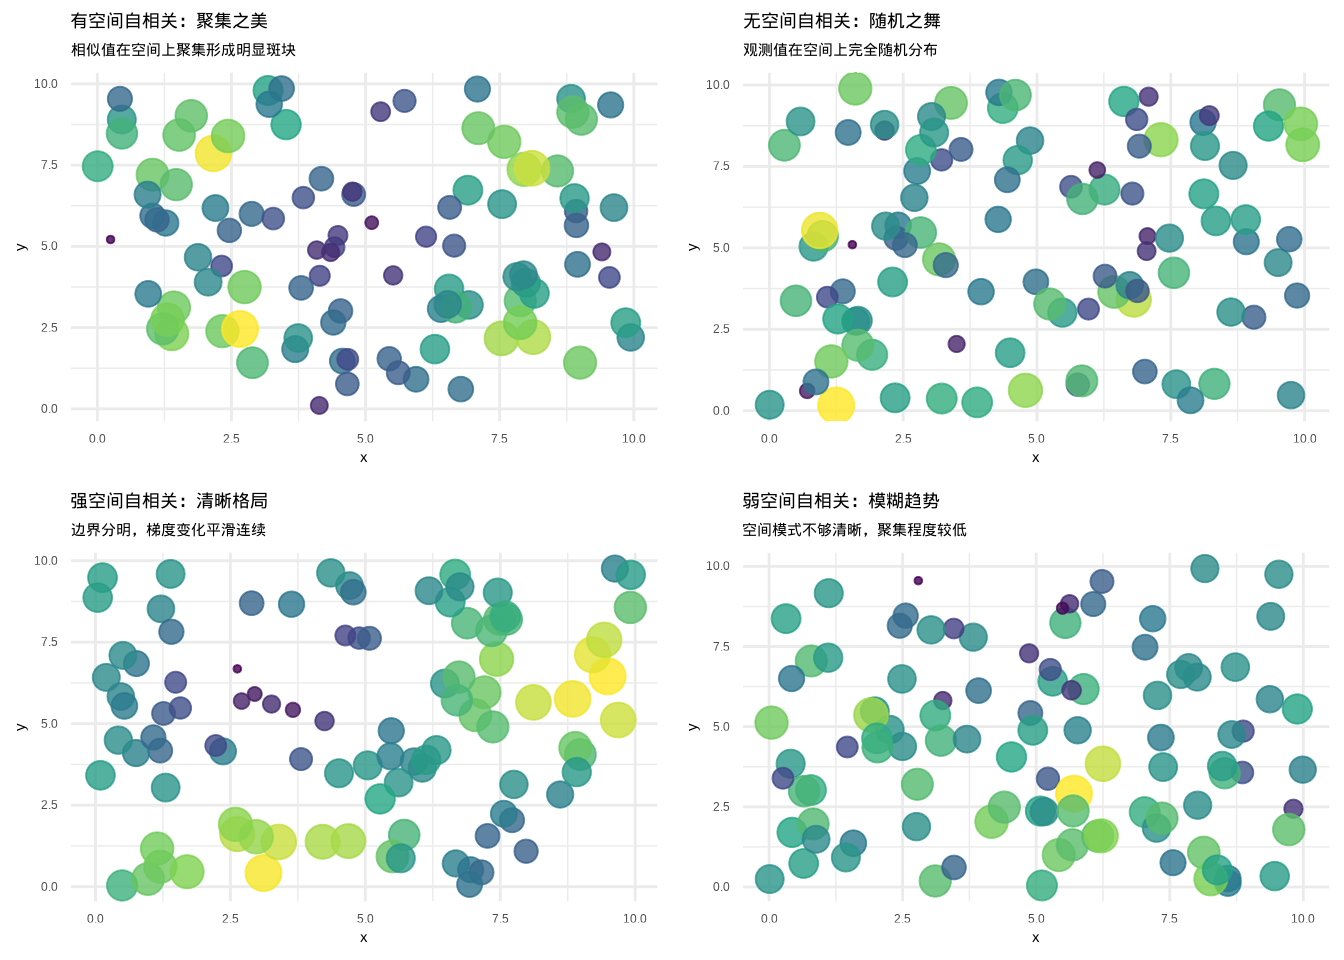 有空间自相关：聚集之美
相似值在空间上聚集形成明显斑块
10.0
7.5
5.0
2.5
0.0
y
0.0 2.5 5.0 7.5 10.0
x
无空间自相关：随机之舞
观测值在空间上完全随机分布
10.0
7.5
5.0
2.5
0.0
y
0.0 2.5 5.0 7.5 10.0
x
强空间自相关：清晰格局
边界分明，梯度变化平滑连续
10.0
7.5
5.0
2.5
0.0
y
0.0 2.5 5.0 7.5 10.0
x
弱空间自相关：模糊趋势
空间模式不够清晰，聚集程度较低
10.0
7.5
5.0
2.5
0.0
y
0.0 2.5 5.0 7.5 10.0
x